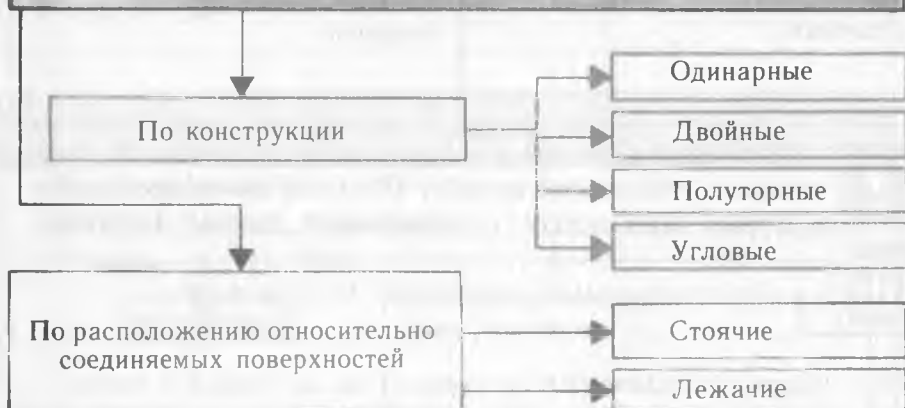 По конструкции
Одинарные
Двойные
Полуторные
Угловые
По расположению относительно
соединяемых поверхностей
Стоячие
Лежачие